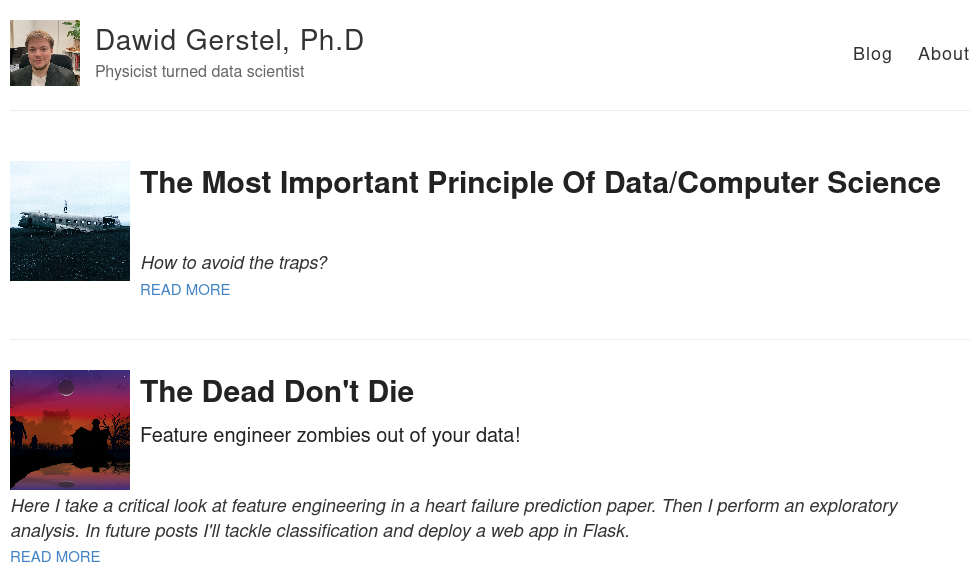 Dawid Gerstel, Ph.D
Physicist turned data scientist
Blog
About
The Most Important Principle Of Data/Computer Science
How to avoid the traps?
READ MORE
The Dead Don't Die
Feature engineer zombies out of your data!
Here I take a critical look at feature engineering in a heart failure prediction paper. Then I perform an exploratory
analysis. In future posts I'll tackle classification and deploy a web app in Flask.
READ MORE